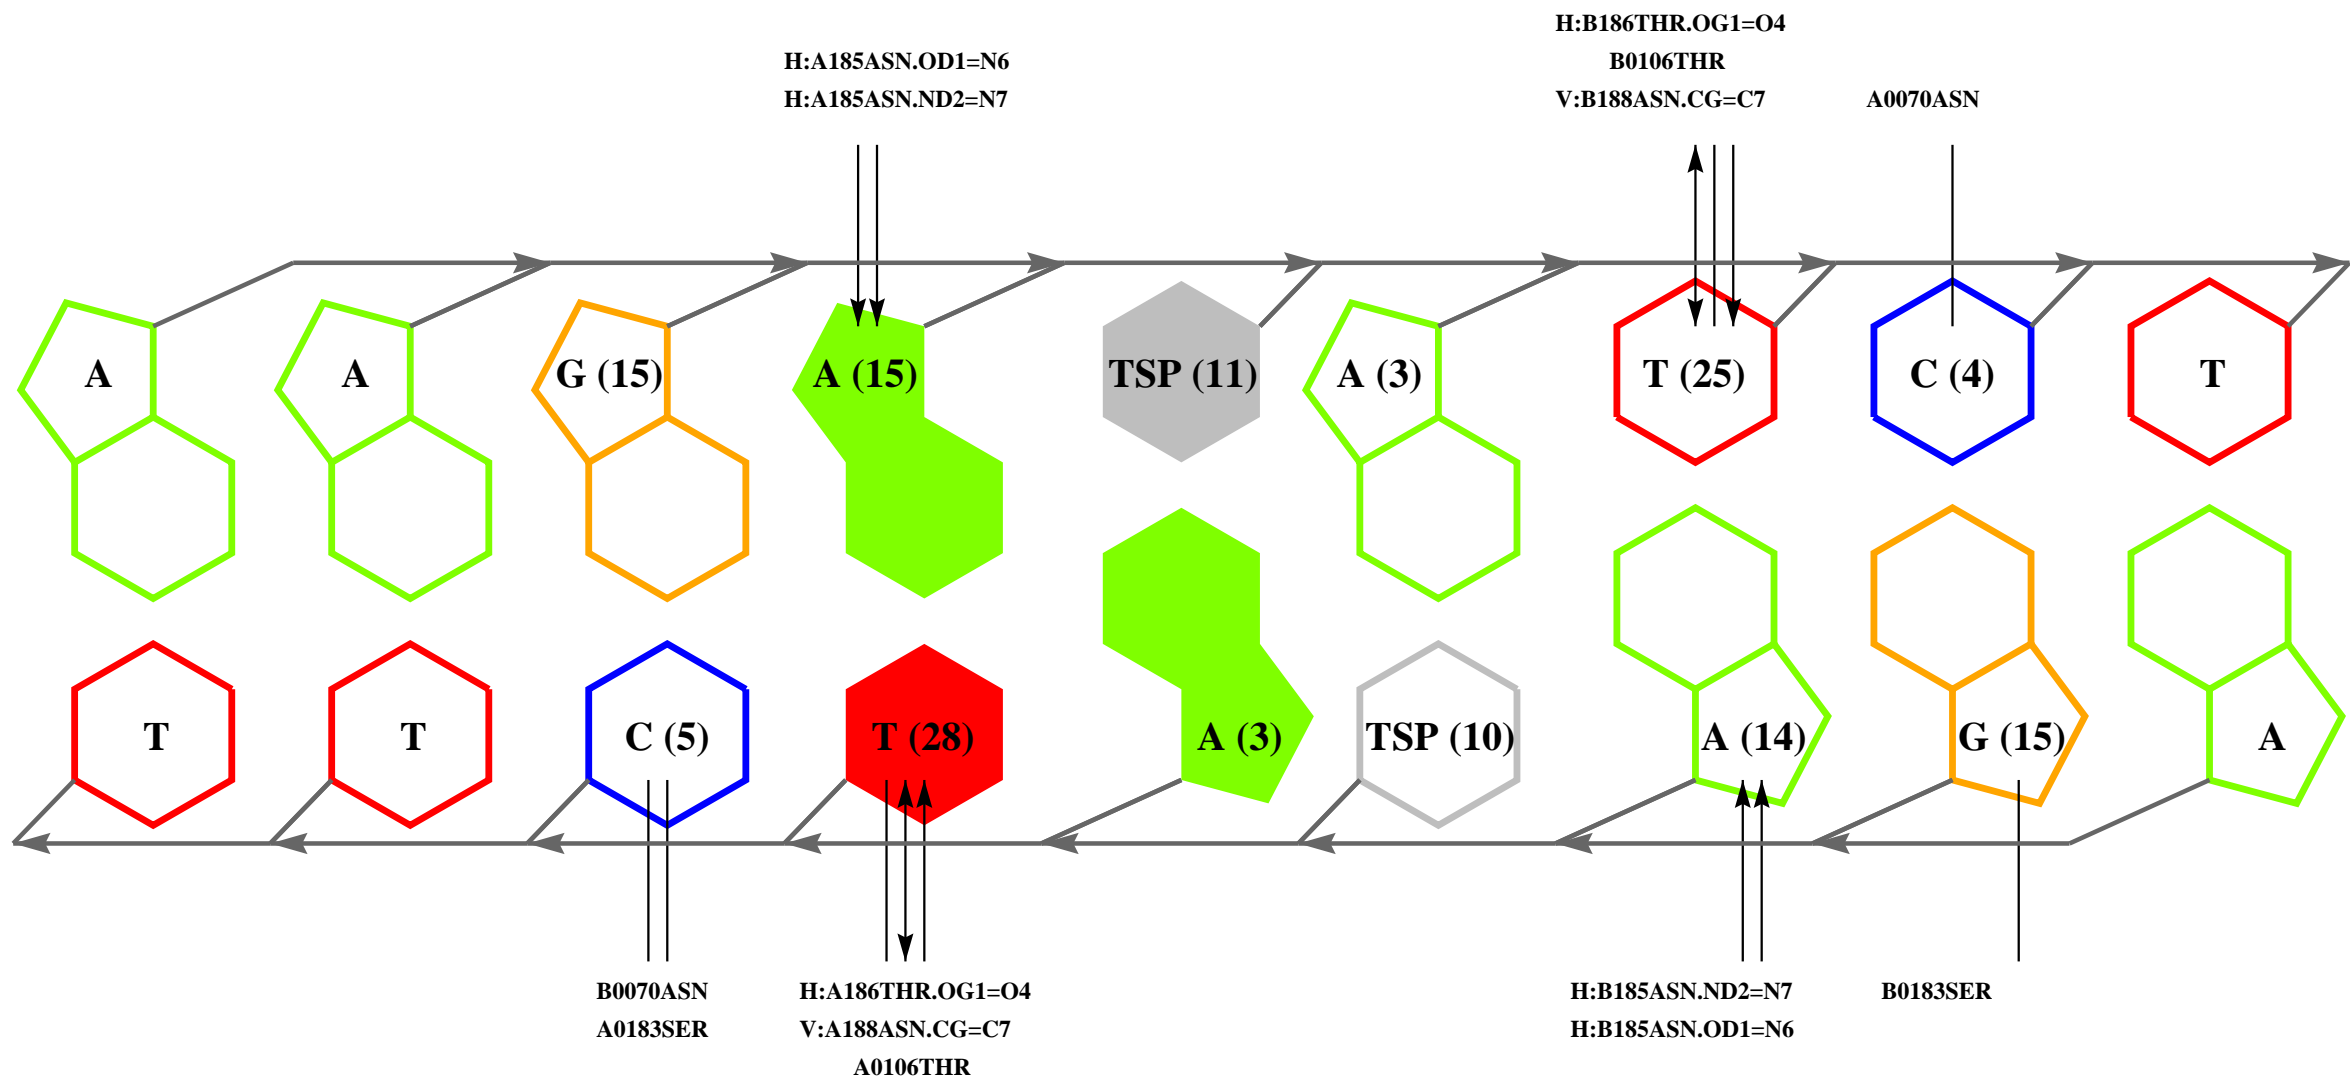 H:B186THR.OG1=O4
H:A185ASN.OD1=N6 B0106THR
H:A185ASN.ND2=N7 V:B188ASN.CG=C7 A0070ASN
A A G (15) A (15) TSP (11) A (3) T (25) C (4) T
T T C (5) T (28) A (3) TSP (10) A (14) G (15) A
B0070ASN H:A186THR.OG1=O4 H:B185ASN.ND2=N7 B0183SER
A0183SER V:A188ASN.CG=C7 H:B185ASN.OD1=N6
A0106THR